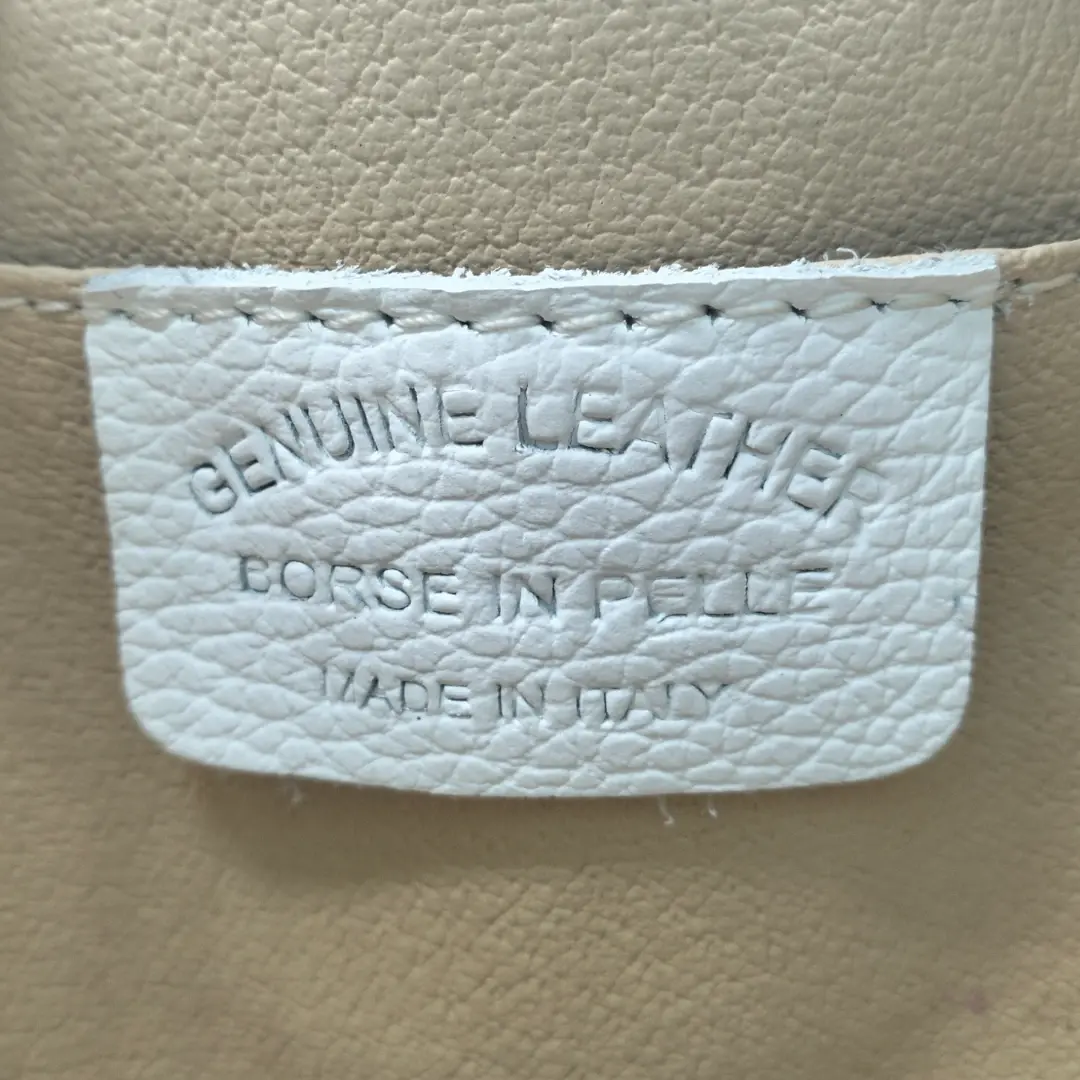 GENUINE LEATHER
BORSE IN PELLE
MADE IN ITALY